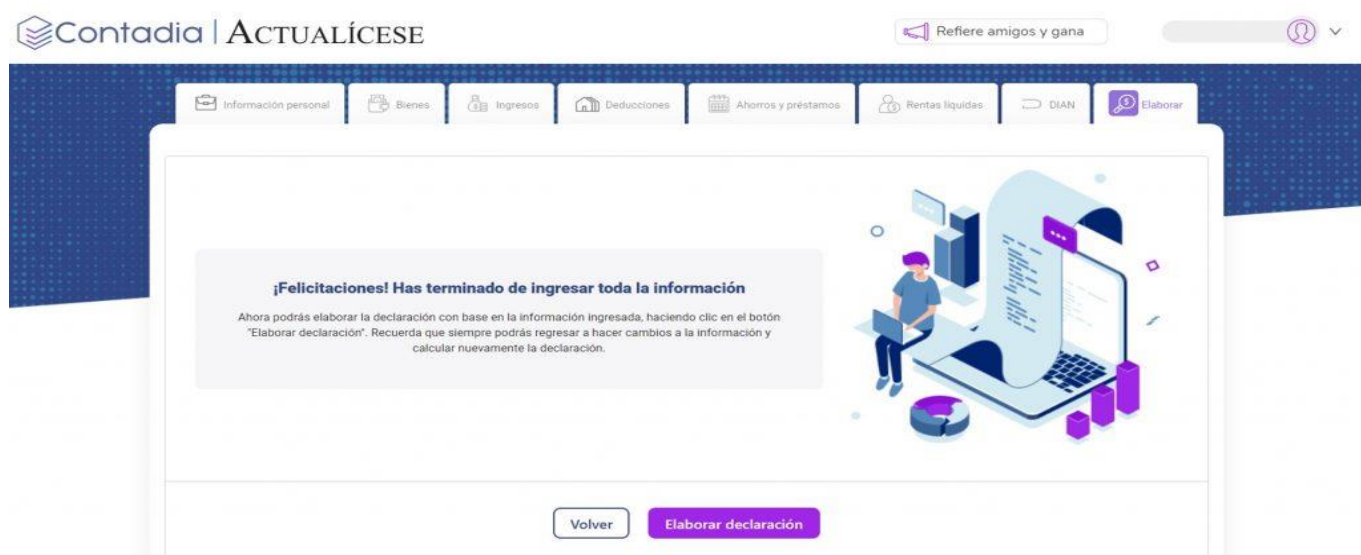 Contadia | ACTUALÍCESE
Refiere amigos y gana
Información personal
Bienes
Ingresos
Deducciones
Ahorros y préstamos
Rentas líquidas
DIAN
Elaborar
¡Felicitaciones! Has terminado de ingresar toda la información
Ahora podrás elaborar la declaración con base en la información ingresada, haciendo clic en el botón
"Elaborar declaración". Recuerda que siempre podrás regresar a hacer cambios a la información y
calcular nuevamente la declaración.
Volver
Elaborar declaración